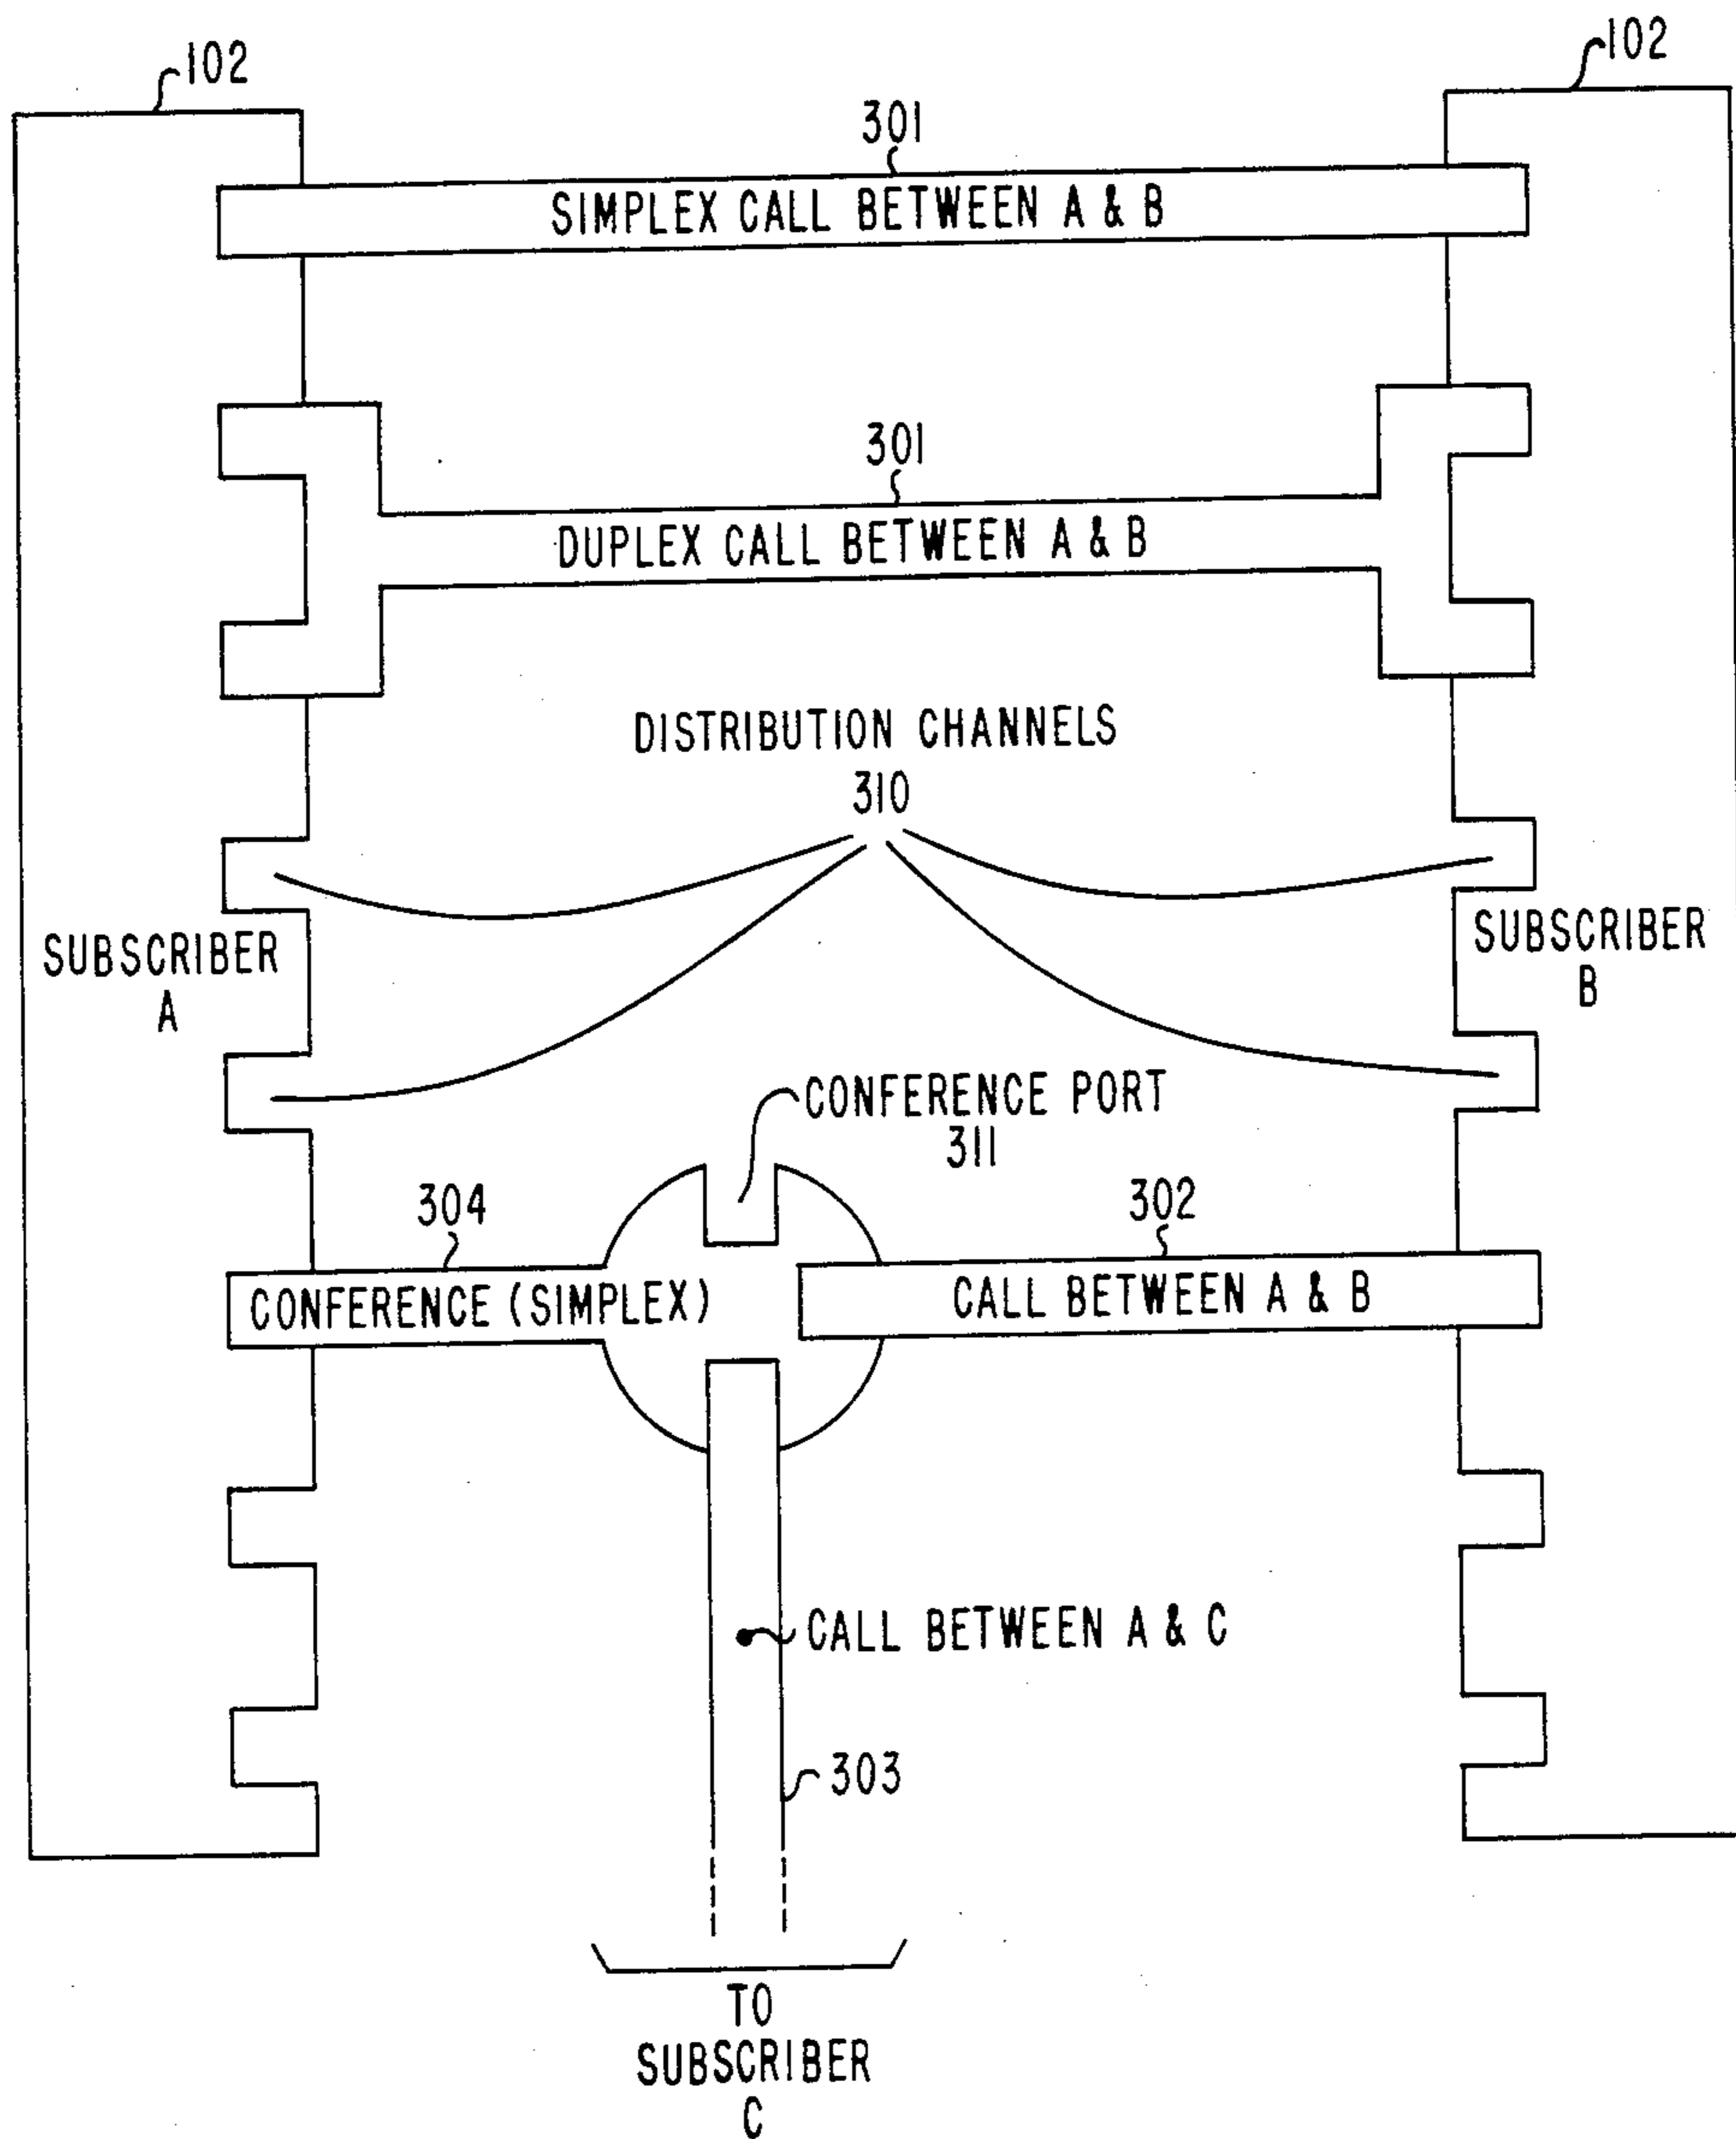 102
102
301
SIMPLEX CALL BETWEEN A & B
301
DUPLEX CALL BETWEEN A & B
DISTRIBUTION CHANNELS
310
SUBSCRIBER
A
SUBSCRIBER
B
CONFERENCE PORT
311
304
302
CONFERENCE (SIMPLEX)
CALL BETWEEN A & B
CALL BETWEEN A & C
303
TO
SUBSCRIBER
C